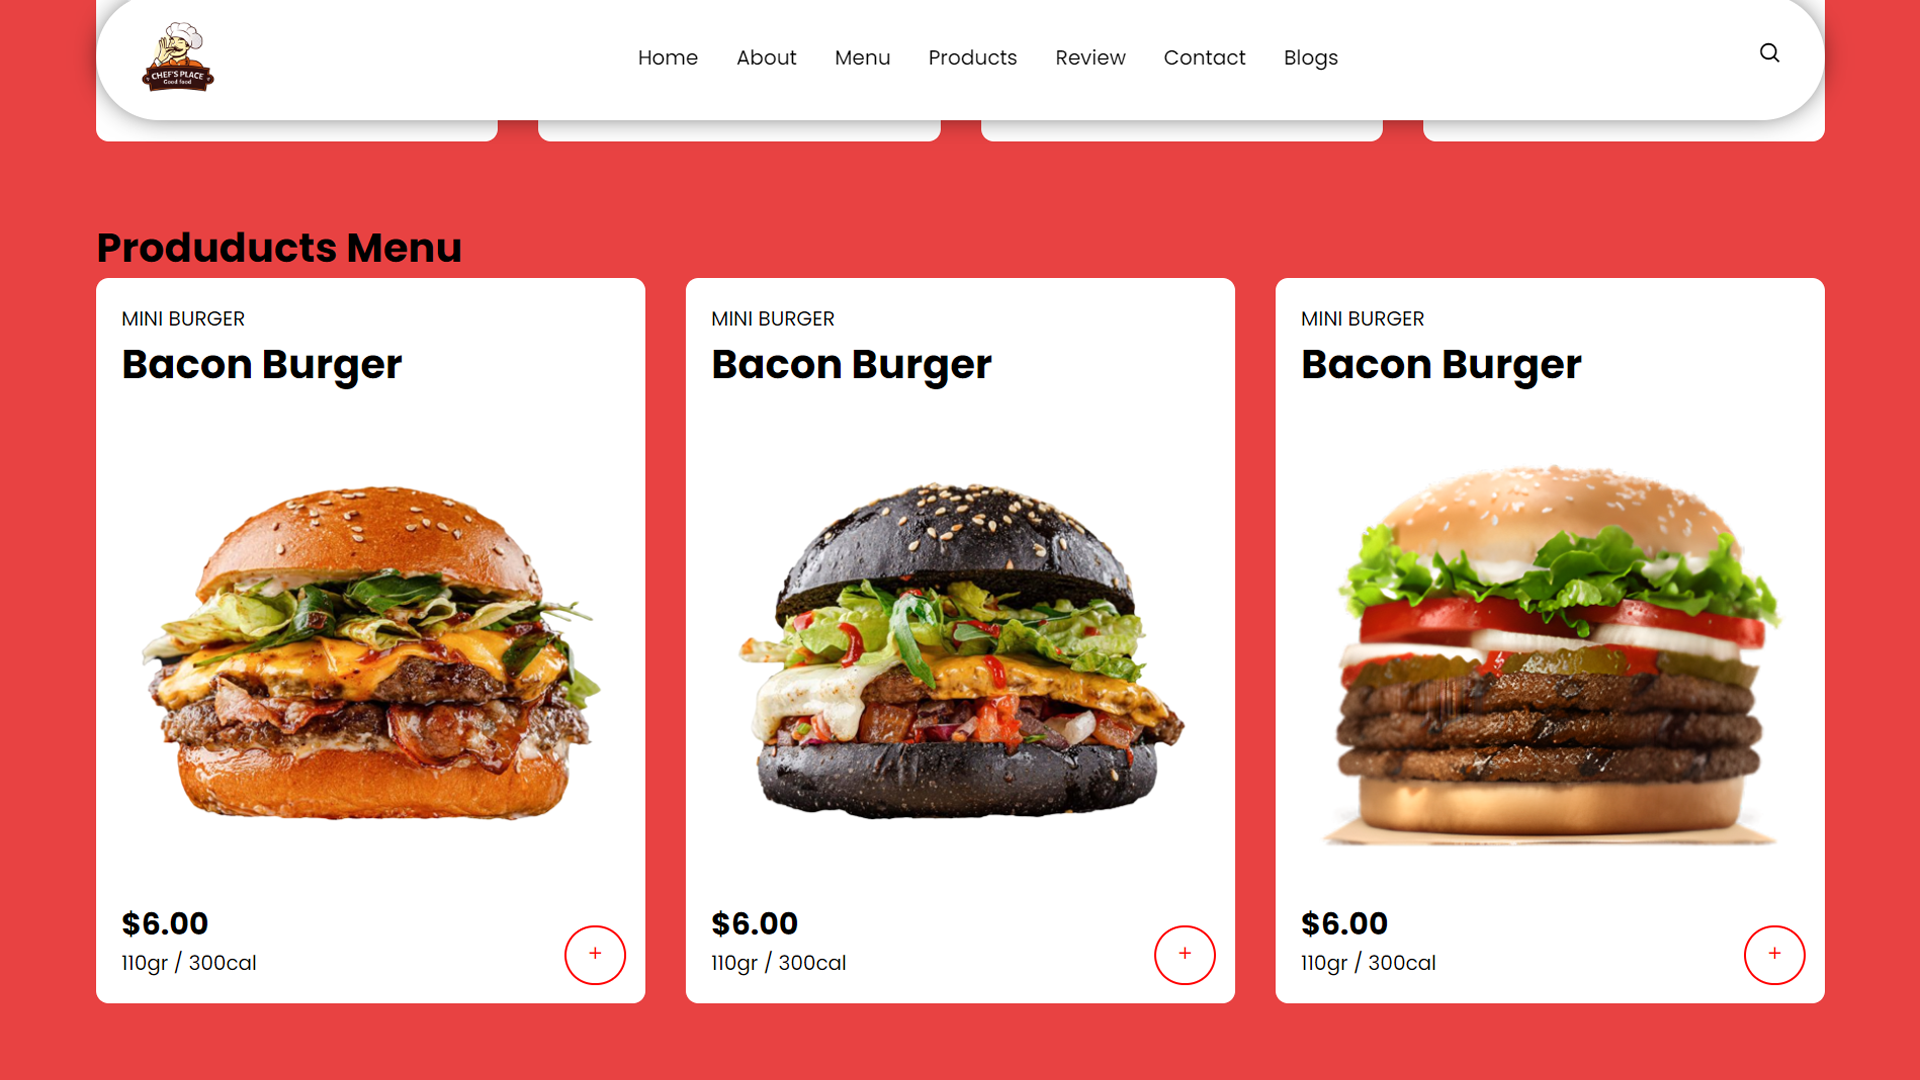 CHEF'S PLACE
Good food
Home About Menu Products Review Contact Blogs
Produducts Menu
MINI BURGER
Bacon Burger
$6.00
110gr / 300cal
+
MINI BURGER
Bacon Burger
$6.00
110gr / 300cal
+
MINI BURGER
Bacon Burger
$6.00
110gr / 300cal
+